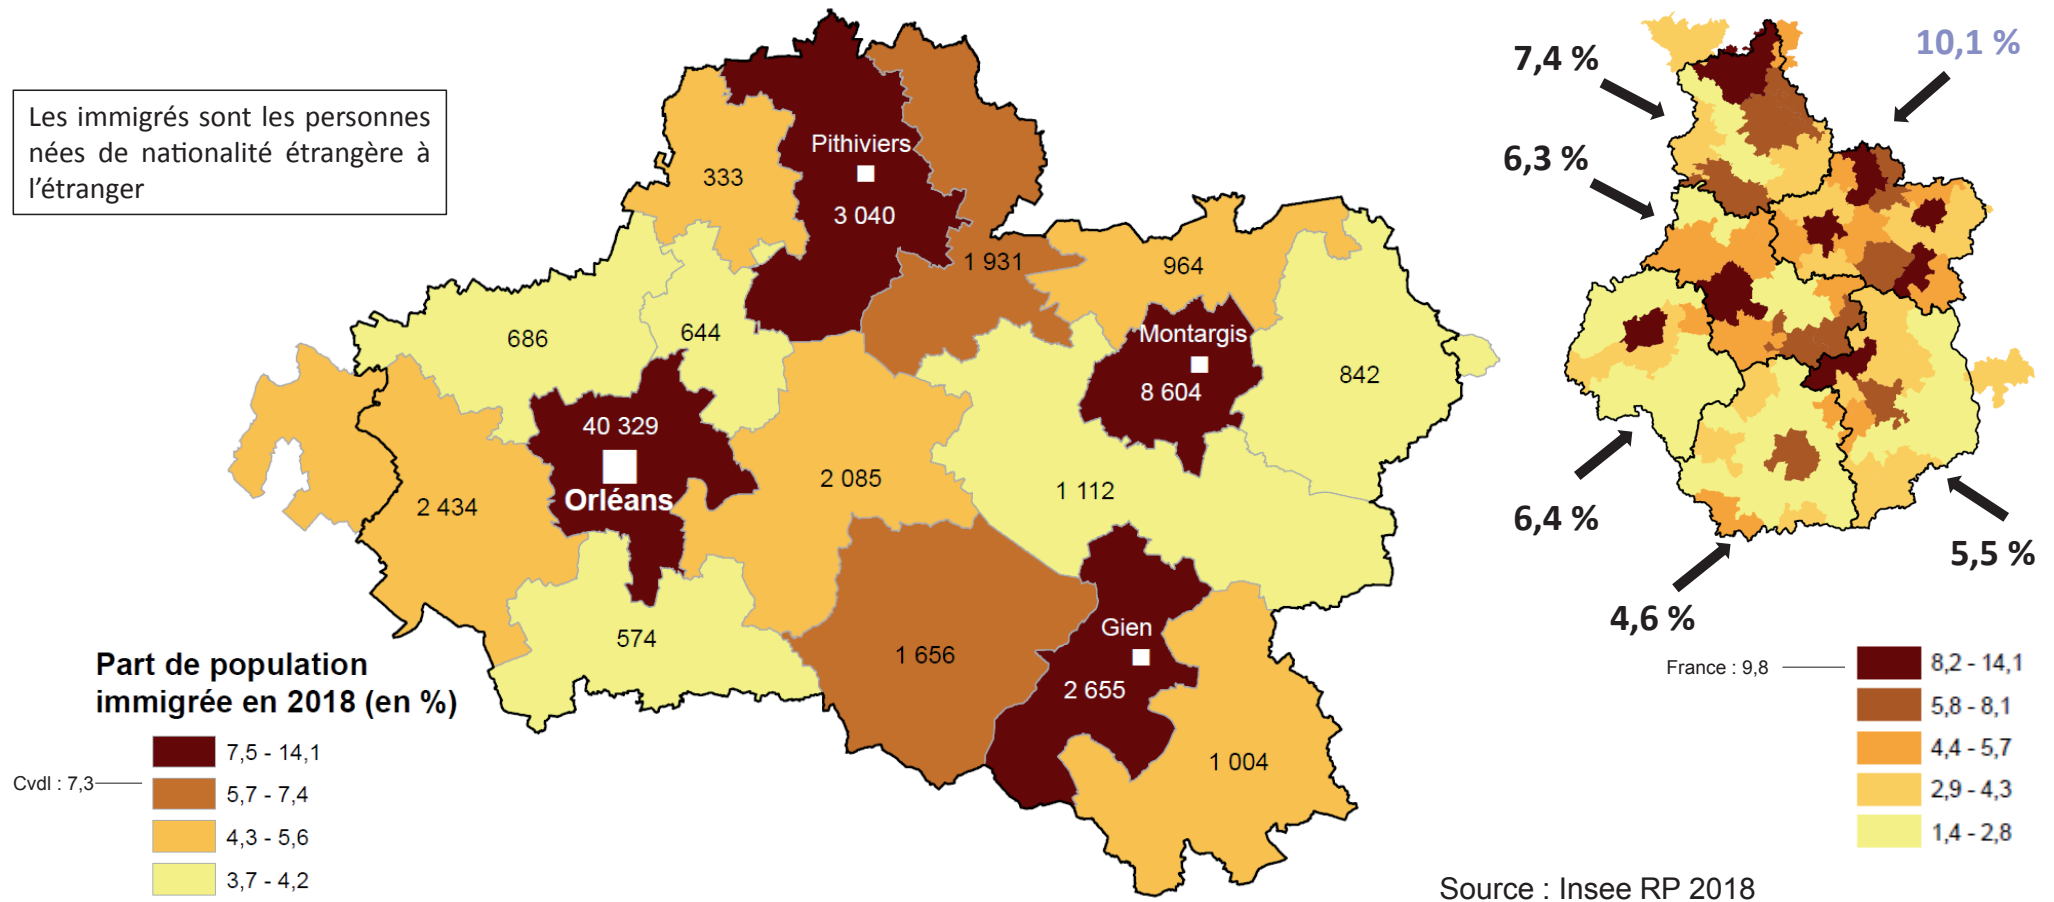 Les immigrés sont les personnes
nées de nationalité étrangère à
l'étranger
Pithiviers
3 040
333
1 931
964
686
644
Montargis
8 604
842
40 329
Orléans
2 434
2 085
1 112
574
1 656
Gien
2 655
1 004
Part de population
immigrée en 2018 (en %)
7,5 - 14,1
Cvdl : 7,3
5,7 - 7,4
4,3 - 5,6
3,7 - 4,2
7,4 %
10,1 %
6,3 %
6,4 %
5,5 %
4,6 %
France : 9,8
8,2 - 14,1
5,8 - 8,1
4,4 - 5,7
2,9 - 4,3
1,4 - 2,8
Source : Insee RP 2018